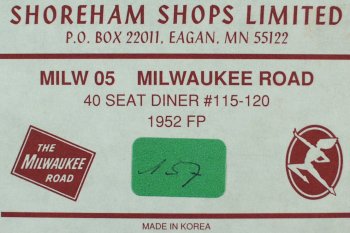 SHOREHAM SHOPS LIMITED
P.O. BOX 22011, EAGAN, MN 55122
MILW 05 MILWAUKEE ROAD
40 SEAT DINER #115-120
1952 FP
THE
MILWAUKEE
ROAD
157
MADE IN KOREA